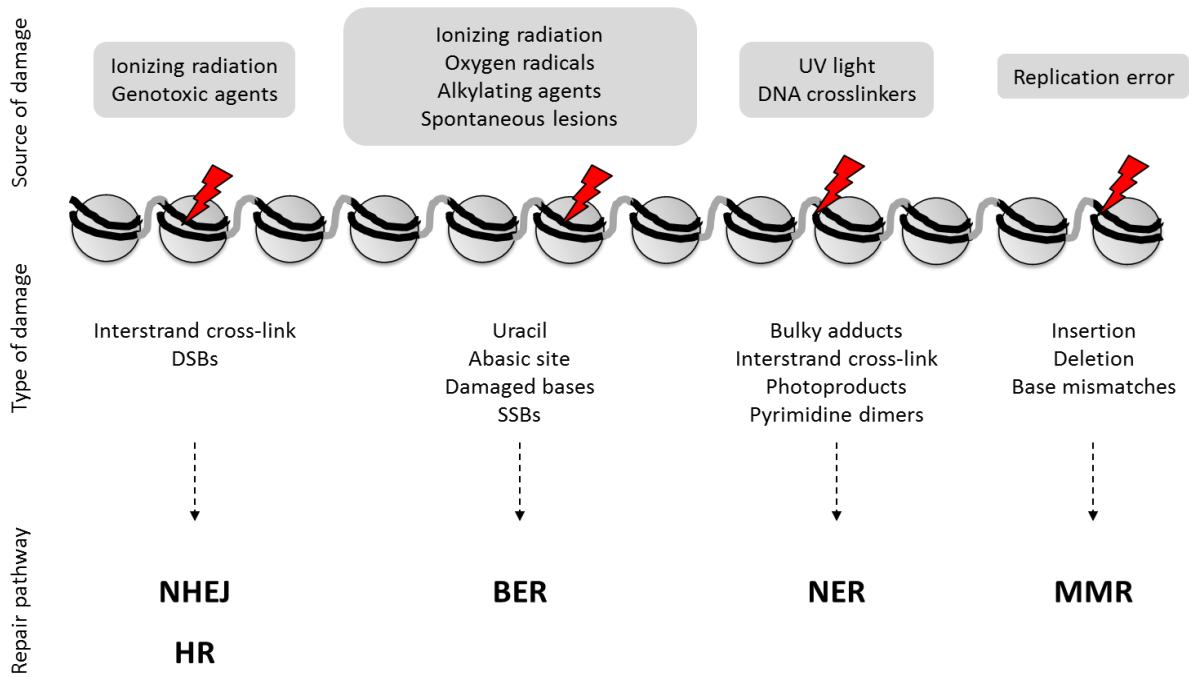 Source of damage
Ionizing radiation
Genotoxic agents
Ionizing radiation
Oxygen radicals
Alkylating agents
Spontaneous lesions
UV light
DNA crosslinkers
Replication error
Type of damage
Interstrand cross-link
DSBs
Uracil
Abasic site
Damaged bases
SSBs
Bulky adducts
Interstrand cross-link
Photoproducts
Pyrimidine dimers
Insertion
Deletion
Base mismatches
Repair pathway
NHEJ
HR
BER
NER
MMR